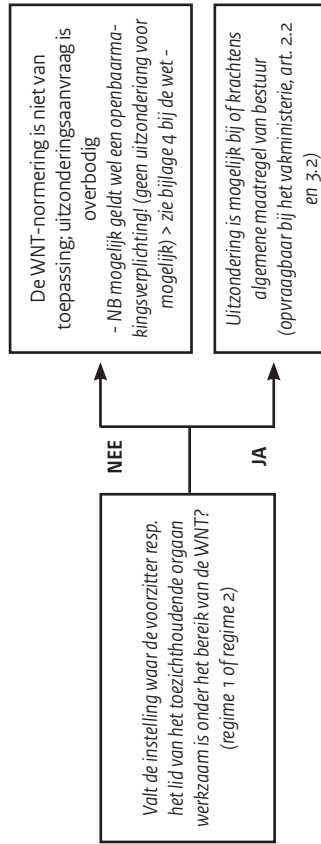 Valt de instelling waar de voorzitter resp.
het lid van het toezichthoudende orgaan
werkzaam is onder het bereik van de WNT?
(regime 1 of regime 2)
NEE
De WNT-normering is niet van
toepassing; uitzonderingsaanvraag is
overbodig
- NB mogelijk geldt wel een openbaarma-
kingsverplichting! (geen uitzonderiang voor
mogelijk) > zie bijlage 4 bij de wet -
JA
Uitzondering is mogelijk bij of krachtens
algemene maatregel van bestuur
(opvraagbaar bij het vakministerie, art. 2.2
en 3.2)